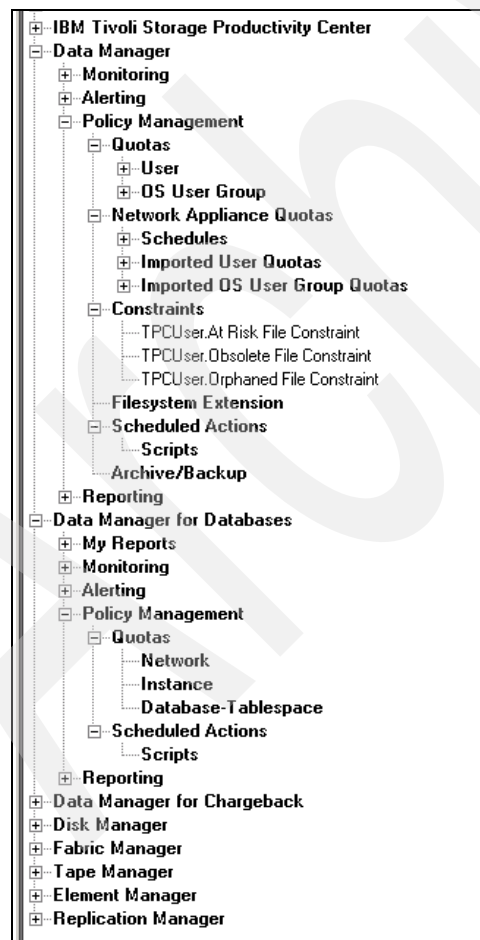 IBM Tivoli Storage Productivity Center
Data Manager
Monitoring
Alerting
Policy Management
Quotas
User
OS User Group
Network Appliance Quotas
Schedules
Imported User Quotas
Imported OS User Group Quotas
Constraints
TPCUser.At Risk File Constraint
TPCUser.Obsolete File Constraint
TPCUser.Orphaned File Constraint
Filesystem Extension
Scheduled Actions
Scripts
Archive/Backup
Reporting
Data Manager for Databases
My Reports
Monitoring
Alerting
Policy Management
Quotas
Network
Instance
Database-Tablespace
Scheduled Actions
Scripts
Reporting
Data Manager for Chargeback
Disk Manager
Fabric Manager
Tape Manager
Element Manager
Replication Manager